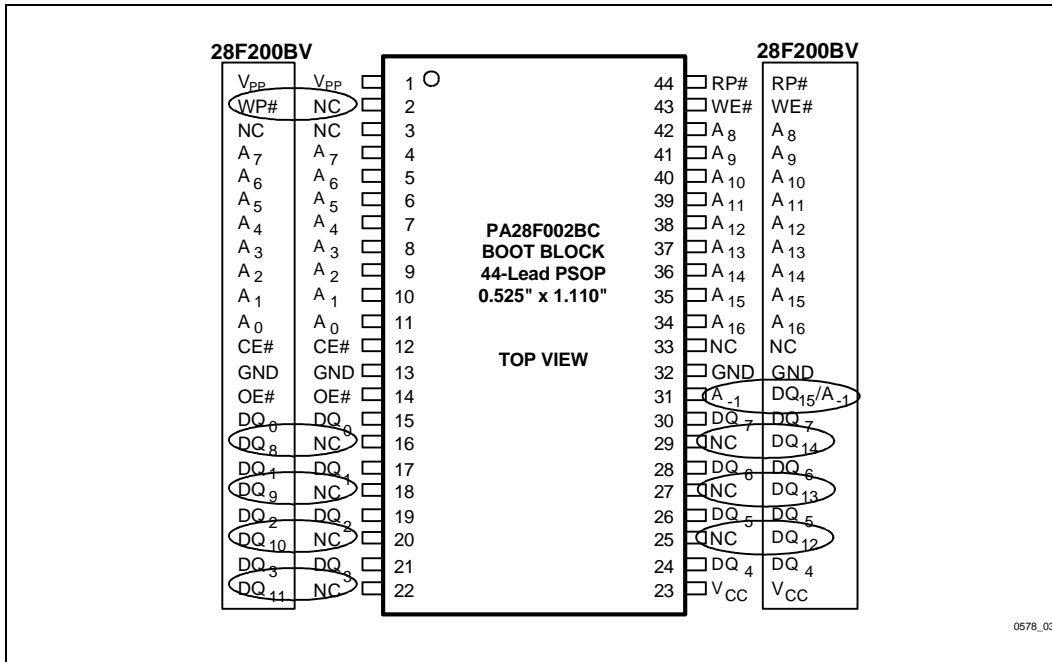 28F200BV 28F200BV
VPP VPP 1 44 RP# RP#
WP# NC 2 43 WE# WE#
NC NC 3 42 A8 A8
A7 A7 4 41 A9 A9
A6 A6 5 40 A10 A10
A5 A5 6 39 A11 A11
A4 A4 7 38 A12 A12
A3 A3 8 37 A13 A13
A2 A2 9 36 A14 A14
A1 A1 10 35 A15 A15
A0 A0 11 34 A16 A16
CE# CE# 12 33 NC NC
GND GND 13 32 GND GND
OE# OE# 14 31 A-1 DQ15/A-1
DQ0 DQ0 15 30 DQ7 DQ7
DQ8 NC 16 29 NC DQ14
DQ1 DQ1 17 28 DQ6 DQ6
DQ9 NC 18 27 NC DQ13
DQ2 DQ2 19 26 DQ5 DQ5
DQ10 NC 20 25 NC DQ12
DQ3 DQ3 21 24 DQ4 DQ4
DQ11 NC 22 23 VCC VCC
PA28F002BC
BOOT BLOCK
44-Lead PSOP
0.525" x 1.110"
TOP VIEW
0578_03